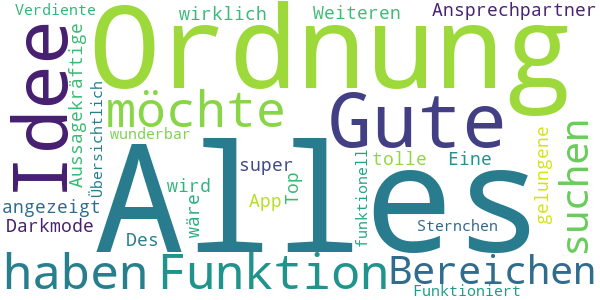 Verdiente
wirklich
Weiteren
Ansprechpartner
Ordnung
Idee
Aussagekräftige
Übersichtlich
möchte
Gute
wunderbar
Alles
super
tolle
Eine
gelungene
suchen
funktionell
wird
wäre
App
Top
angezeigt
Darkmode
Des
Sternchen
haben
Funktion
Bereichen
Funktioniert